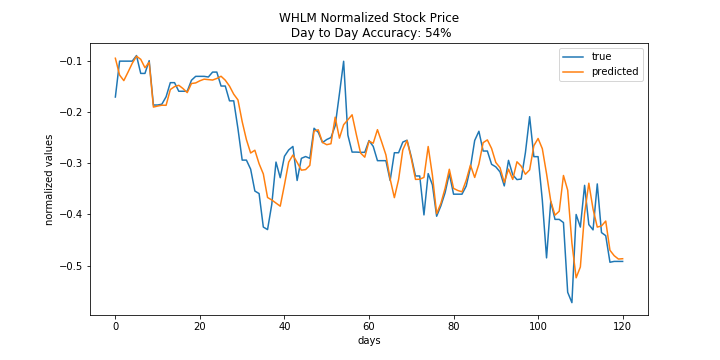 WHLM Normalized Stock Price
Day to Day Accuracy: 54%
true
predicted
normalized values
−0.1
−0.2
−0.3
−0.4
−0.5
0
20
40
60
80
100
120
days